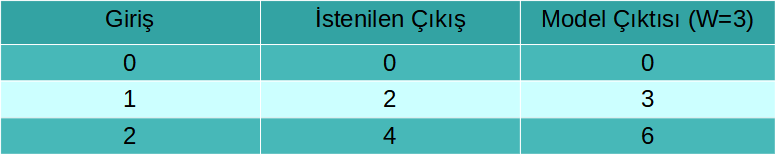 Giriş İstenilen Çıkış Model Çıktısı (W=3)
0 0 0
1 2 3
2 4 6